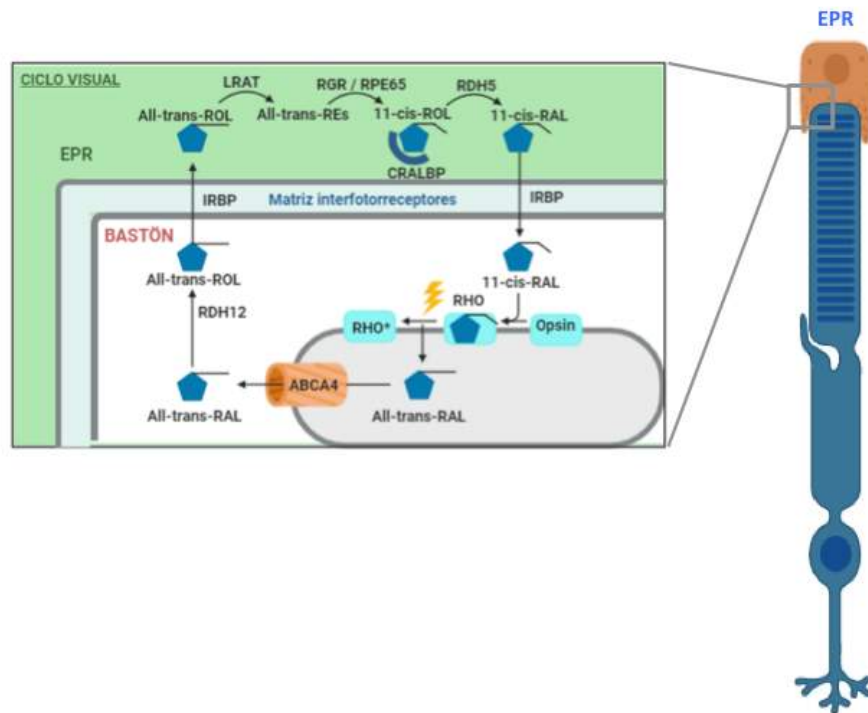 EPR
CICLO VISUAL
LRAT
RGR / RPE65
RDH5
All-trans-ROL
All-trans-REs
11-cis-ROL
11-cis-RAL
EPR
CRALBP
IRBP
Matriz interfotorreceptores
IRBP
BASTÖN
All-trans-ROL
11-cis-RAL
RHO
RDH12
RHO*
Opsin
ABCA4
All-trans-RAL
All-trans-RAL